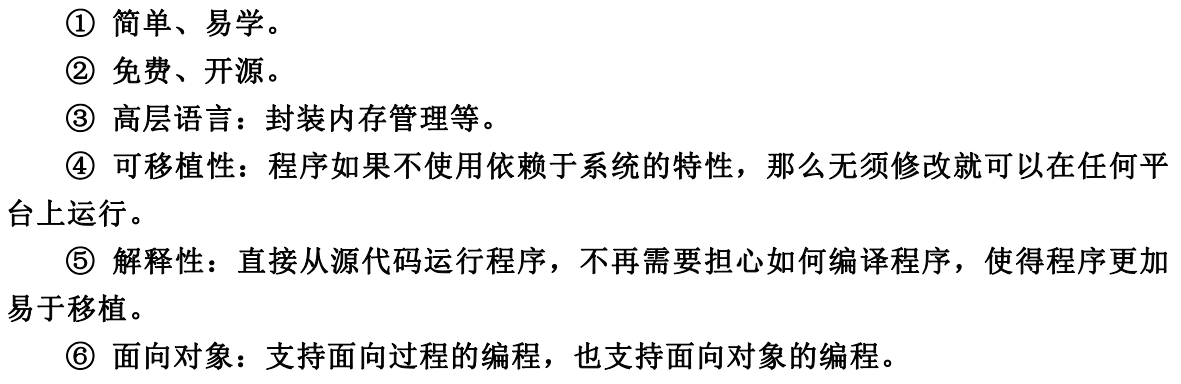 ① 简单、易学。
② 免费、开源。
③ 高层语言：封装内存管理等。
④ 可移植性：程序如果不使用依赖于系统的特性，那么无须修改就可以在任何平
台上运行。
⑤ 解释性：直接从源代码运行程序，不再需要担心如何编译程序，使得程序更加
易于移植。
⑥ 面向对象：支持面向过程的编程，也支持面向对象的编程。